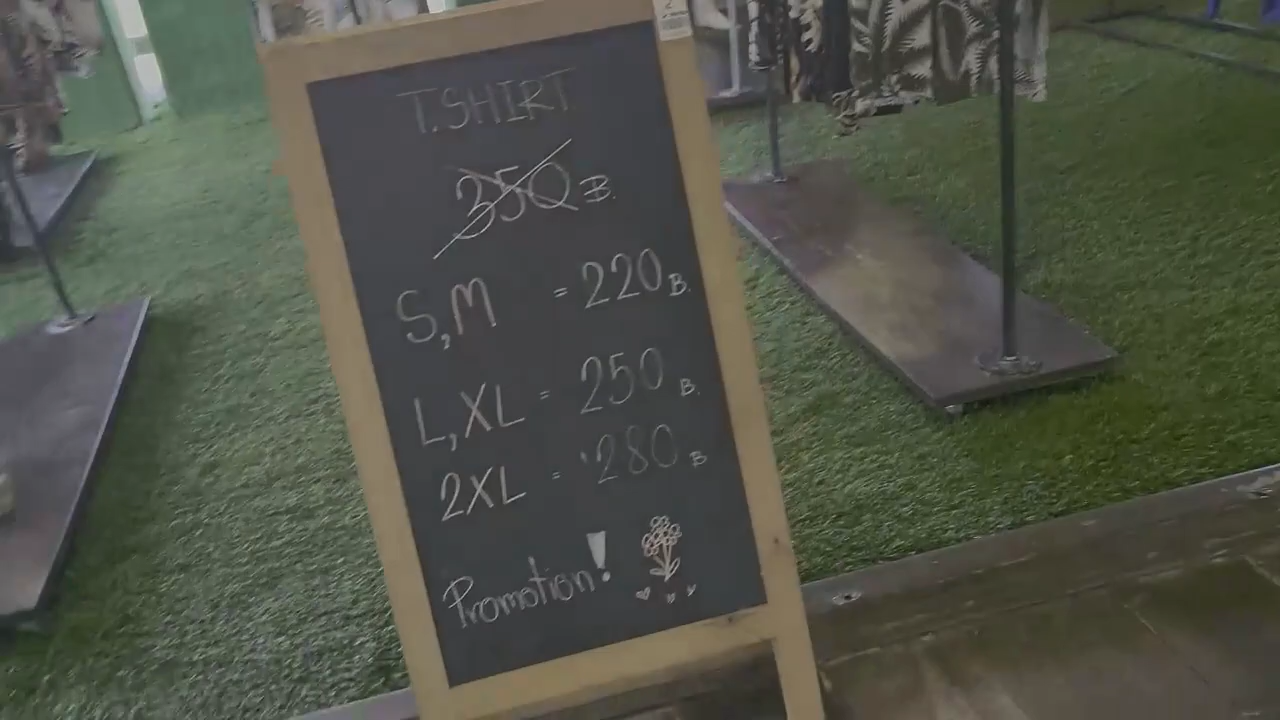 T.SHIRT
350 B.
S,M = 220 B.
L,XL = 250 B.
2XL = 280 B
Promotion!